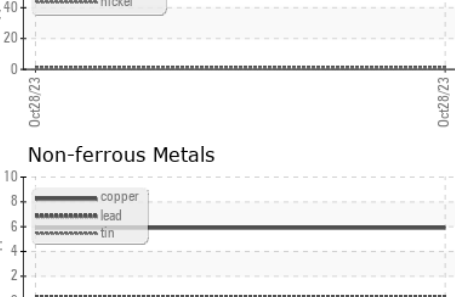 40
nickel
20
0
Oct28/23
Oct28/23
Non-ferrous Metals
10
copper
8
lead
6
tin
4
2